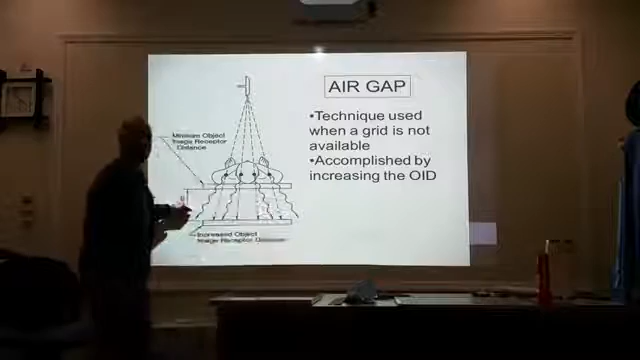 AIR GAP
•Technique used
when a grid is not
available
•Accomplished by
increasing the OID
Minimum Object
Image Receptor
Distance
Increased Object
Image Receptor Distance